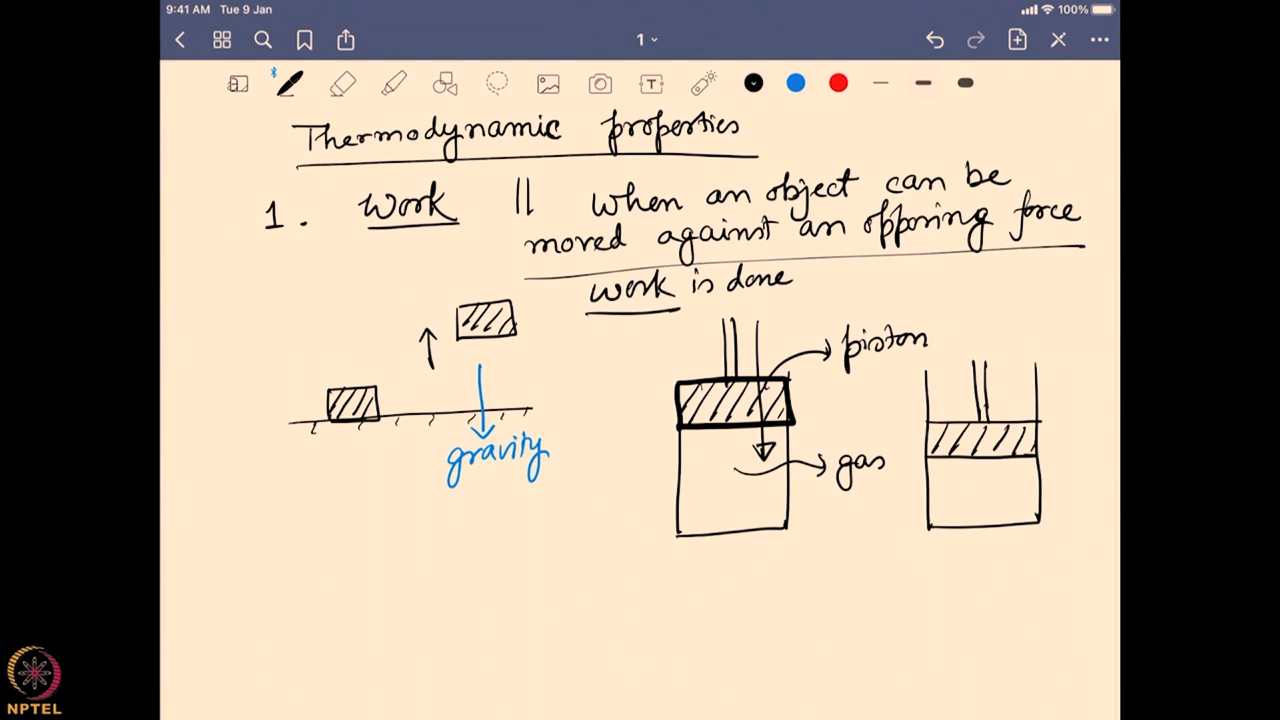 9:41 AM Tue 9 Jan
100%
1
T
Thermodynamic properties
1. Work || When an object can be
moved against an opposing force
work is done
piston
gravity
gas
NPTEL